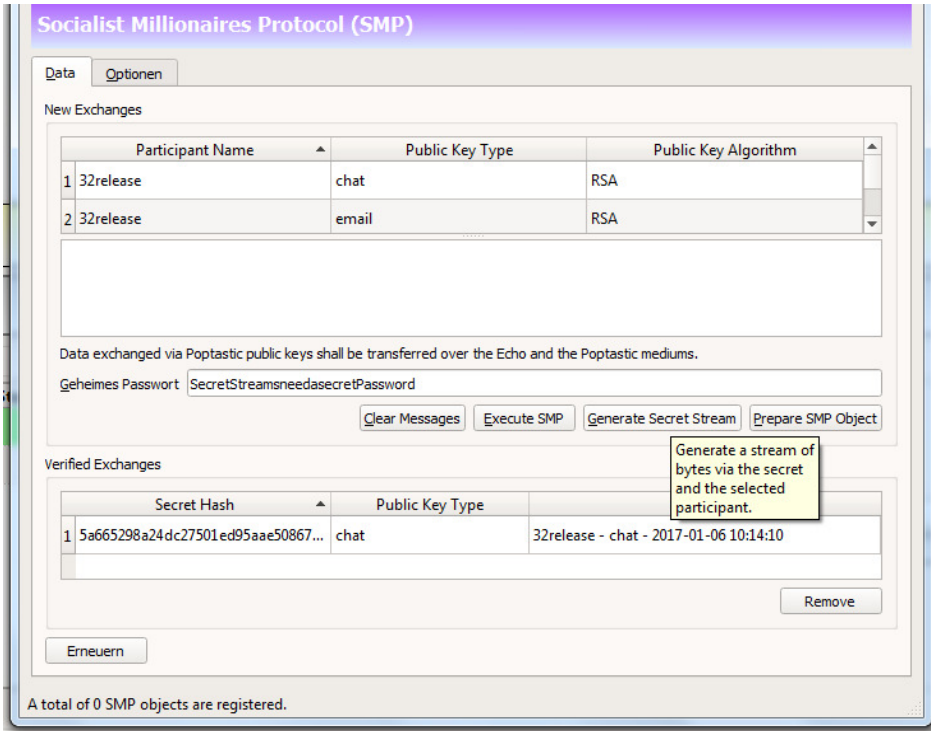 Socialist Millionaires Protocol (SMP)
Data Optionen
New Exchanges
Participant Name Public Key Type Public Key Algorithm
1 32release chat RSA
2 32release email RSA
Data exchanged via Poptastic public keys shall be transferred over the Echo and the Poptastic mediums.
Geheimes Passwort SecretStreamsneedasecretPassword
Clear Messages Execute SMP Generate Secret Stream Prepare SMP Object
Generate a stream of
bytes via the secret
and the selected
participant.
Verified Exchanges
Secret Hash Public Key Type
1 5a665298a24dc27501ed95aae50867... chat 32release - chat - 2017-01-06 10:14:10
Remove
Erneuern
A total of 0 SMP objects are registered.